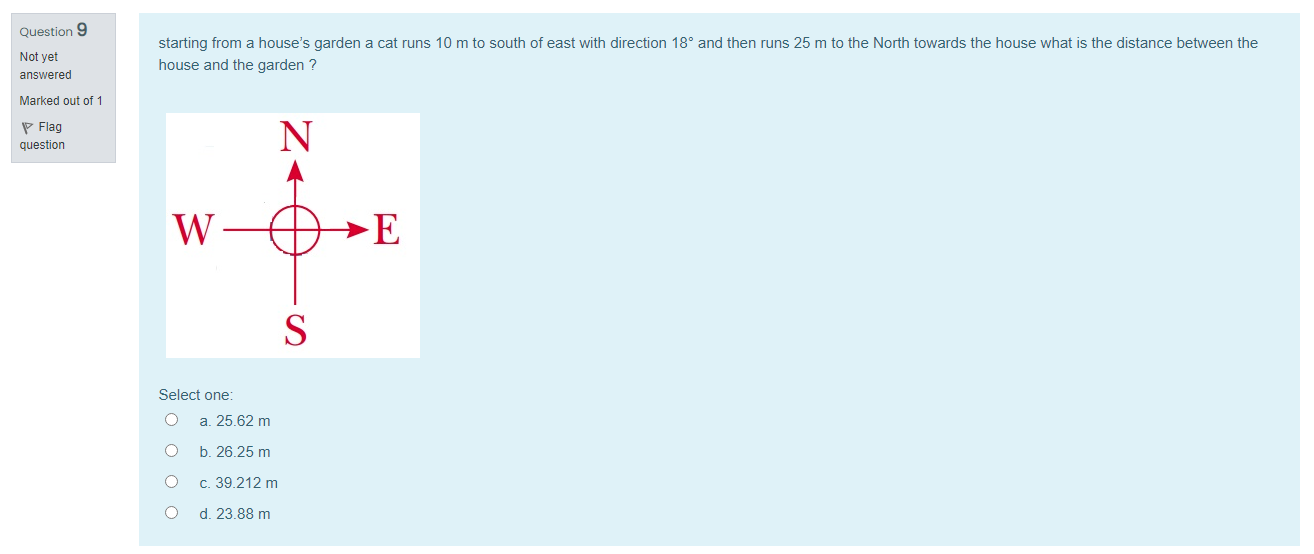 Question 9
Not yet
answered
Marked out of 1
Flag
question
starting from a house's garden a cat runs 10 m to south of east with direction 18° and then runs 25 m to the North towards the house what is the distance between the
house and the garden ?
N
W E
S
Select one:
a. 25.62 m
b. 26.25 m
c. 39.212 m
d. 23.88 m